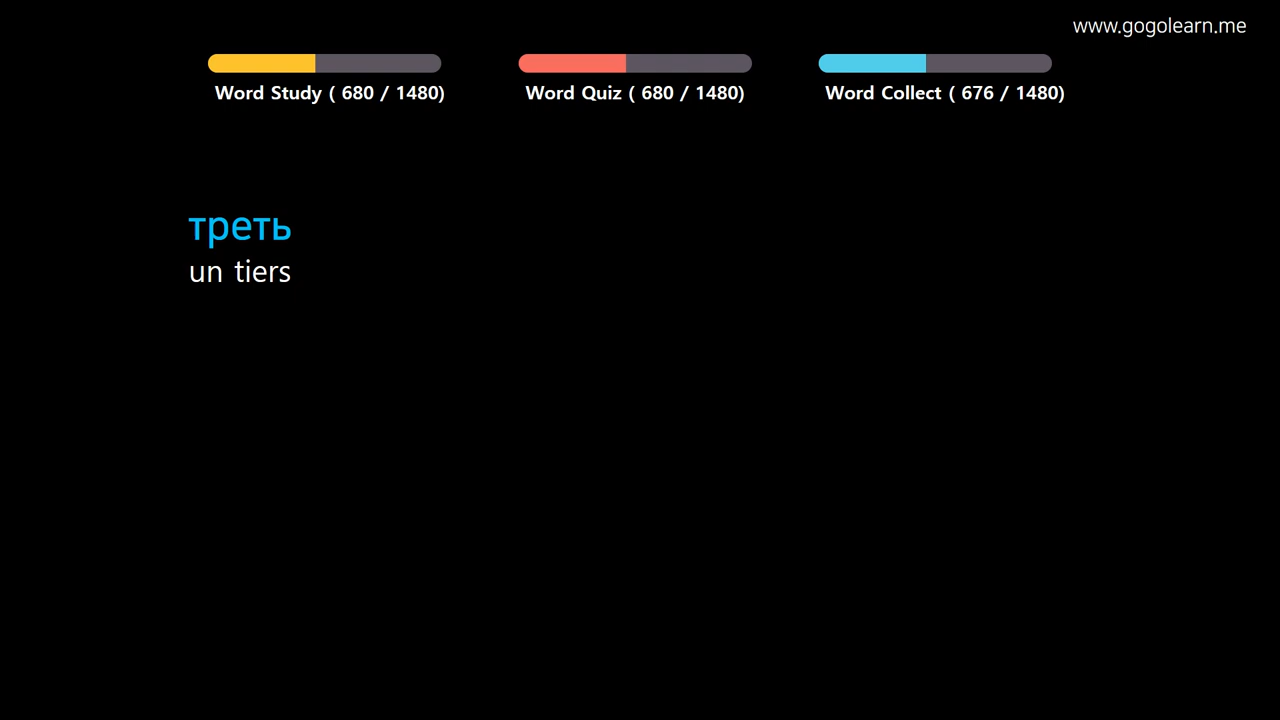 www.gogolearn.me
Word Study ( 680 / 1480)
Word Quiz ( 680 / 1480)
Word Collect ( 676 / 1480)
треть
un tiers